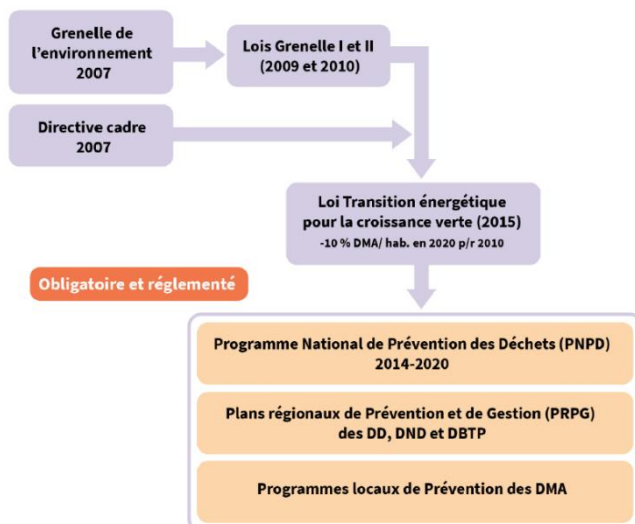 Grenelle de
l'environnement
2007
Lois Grenelle I et II
(2009 et 2010)
Directive cadre
2007
Loi Transition énergétique
pour la croissance verte (2015)
-10 % DMA/ hab. en 2020 p/r 2010
Obligatoire et réglementé
Programme National de Prévention des Déchets (PNPD)
2014-2020
Plans régionaux de Prévention et de Gestion (PRPG)
des DD, DND et DBTP
Programmes locaux de Prévention des DMA